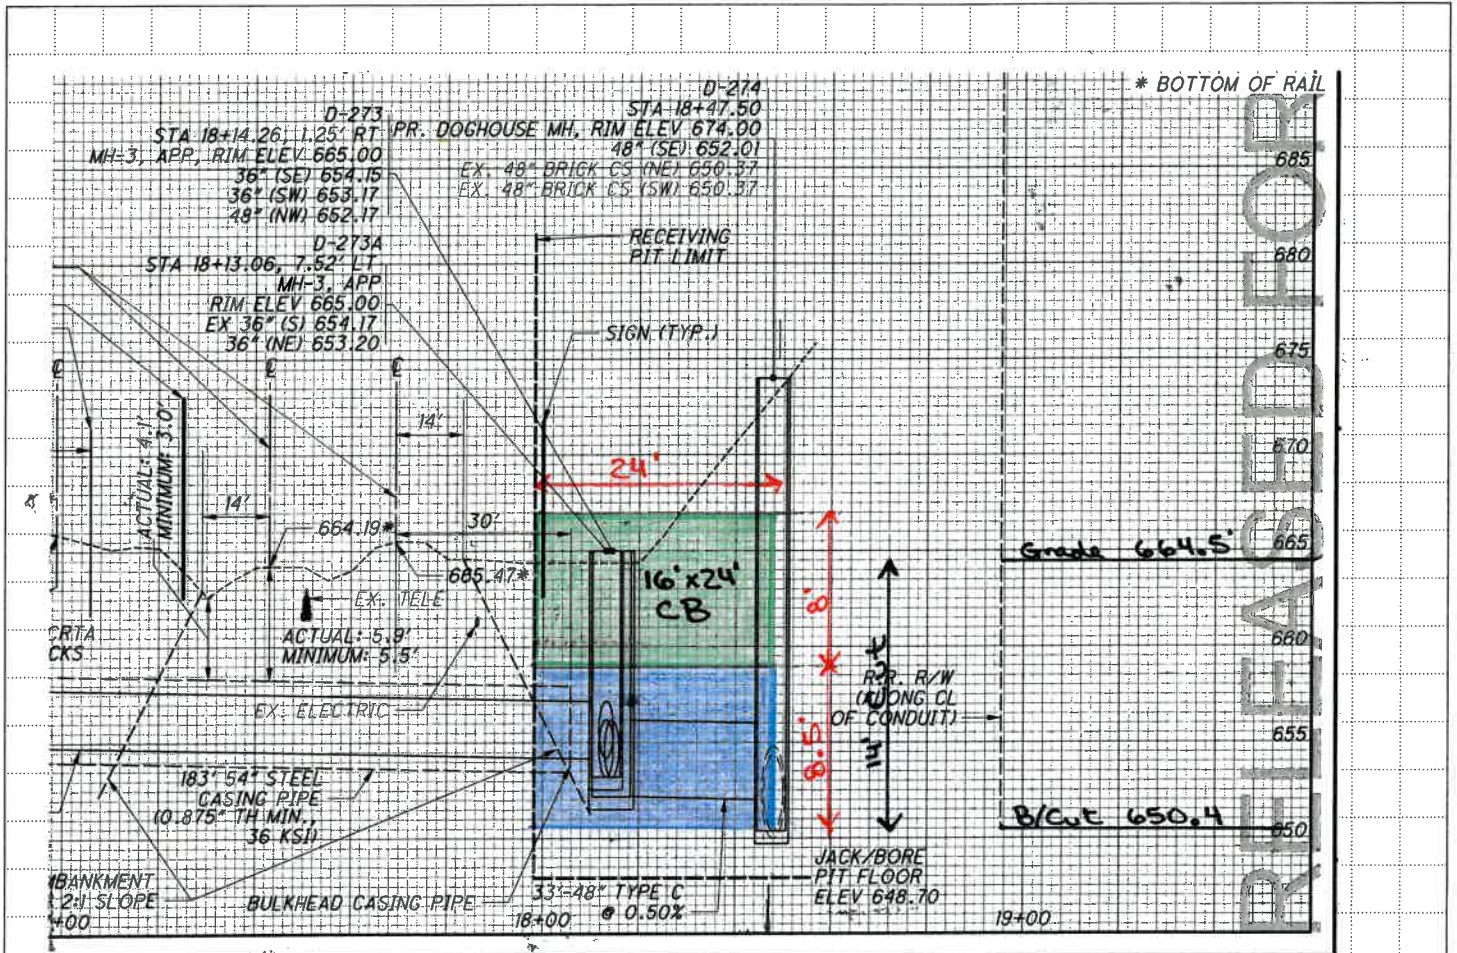 * BOTTOM OF RAIL
D-274
STA 18+47.50
PR. DOGHOUSE MH, RIM ELEV 674.00
48" (SE) 652.01
EX. 48" BRICK CS (NE) 650.37
EX. 48" BRICK CS (SW) 650.37
D-273
STA 18+14.26, 1.25' RT
MH-3, APP, RIM ELEV 665.00
36" (SE) 654.15
36" (SW) 653.17
48" (NW) 652.17
D-273A
STA 18+13.06, 7.52' LT
MH-3, APP
RIM ELEV 665.00
EX 36" (S) 654.17
36" (NE) 653.20
RECEIVING
PIT LIMIT
SIGN (TYP.)
685
680
675
670
665
660
655
650
RELEASED FOR
ACTUAL: 4.1'
MINIMUM: 3.0'
14'
14'
30'
24'
664.19*
665.47*
EX. TELE
ACTUAL: 5.9'
MINIMUM: 5.5'
16'x24'
CB
8'
8.5'
14' Cut
Grade 664.5'
B/Cut 650.4
CRTA
CKS
EX. ELECTRIC
R.R. R/W
(ALONG CL
OF CONDUIT)
183' 54" STEEL
CASING PIPE
(0.875" TH MIN.,
36 KSI)
BANKMENT
2:1 SLOPE
BULKHEAD CASING PIPE
33'-48" TYPE C
@ 0.50%
JACK/BORE
PIT FLOOR
ELEV 648.70
+00
18+00
19+00